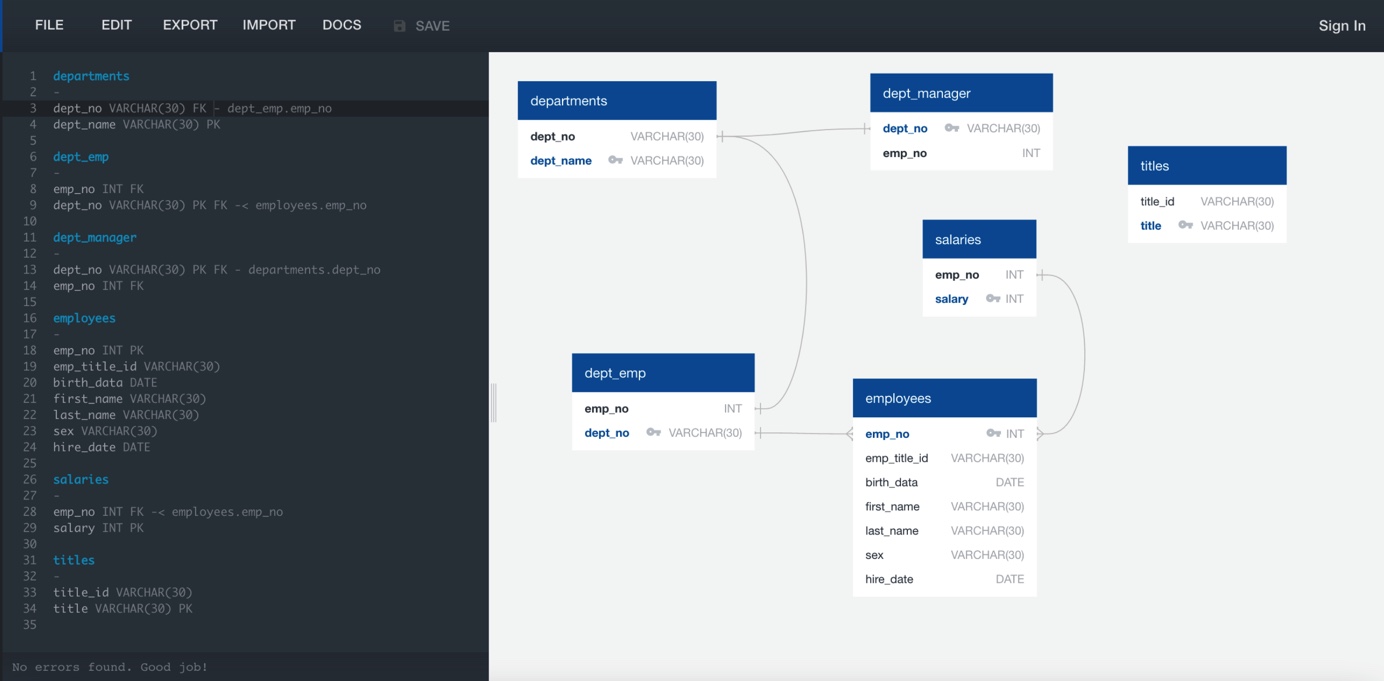 FILE EDIT EXPORT IMPORT DOCS SAVE Sign In
1 departments
2 -
3 dept_no VARCHAR(30) FK - dept_emp.emp_no
4 dept_name VARCHAR(30) PK
5
6 dept_emp
7 -
8 emp_no INT FK
9 dept_no VARCHAR(30) PK FK -< employees.emp_no
10
11 dept_manager
12 -
13 dept_no VARCHAR(30) PK FK - departments.dept_no
14 emp_no INT FK
15
16 employees
17 -
18 emp_no INT PK
19 emp_title_id VARCHAR(30)
20 birth_data DATE
21 first_name VARCHAR(30)
22 last_name VARCHAR(30)
23 sex VARCHAR(30)
24 hire_date DATE
25
26 salaries
27 -
28 emp_no INT FK -< employees.emp_no
29 salary INT PK
30
31 titles
32 -
33 title_id VARCHAR(30)
34 title VARCHAR(30) PK
35
No errors found. Good job!
departments
dept_no VARCHAR(30)
dept_name VARCHAR(30)
dept_manager
dept_no VARCHAR(30)
emp_no INT
titles
title_id VARCHAR(30)
title VARCHAR(30)
salaries
emp_no INT
salary INT
dept_emp
emp_no INT
dept_no VARCHAR(30)
employees
emp_no INT
emp_title_id VARCHAR(30)
birth_data DATE
first_name VARCHAR(30)
last_name VARCHAR(30)
sex VARCHAR(30)
hire_date DATE